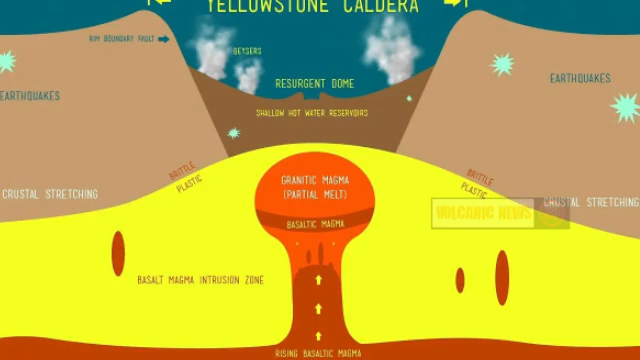 YELLOWSTONE CALDERA
RIM BOUNDARY FAULT
GEYSERS
RESURGENT DOME
EARTHQUAKES
EARTHQUAKES
SHALLOW HOT WATER RESERVOIRS
BRITTLE
PLASTIC
BRITTLE
PLASTIC
GRANITIC MAGMA
(PARTIAL MELT)
CRUSTAL STRETCHING
CRUSTAL STRETCHING
VOLCANIC NEWS
BASALTIC MAGMA
BASALT MAGMA INTRUSION ZONE
RISING BASALTIC MAGMA